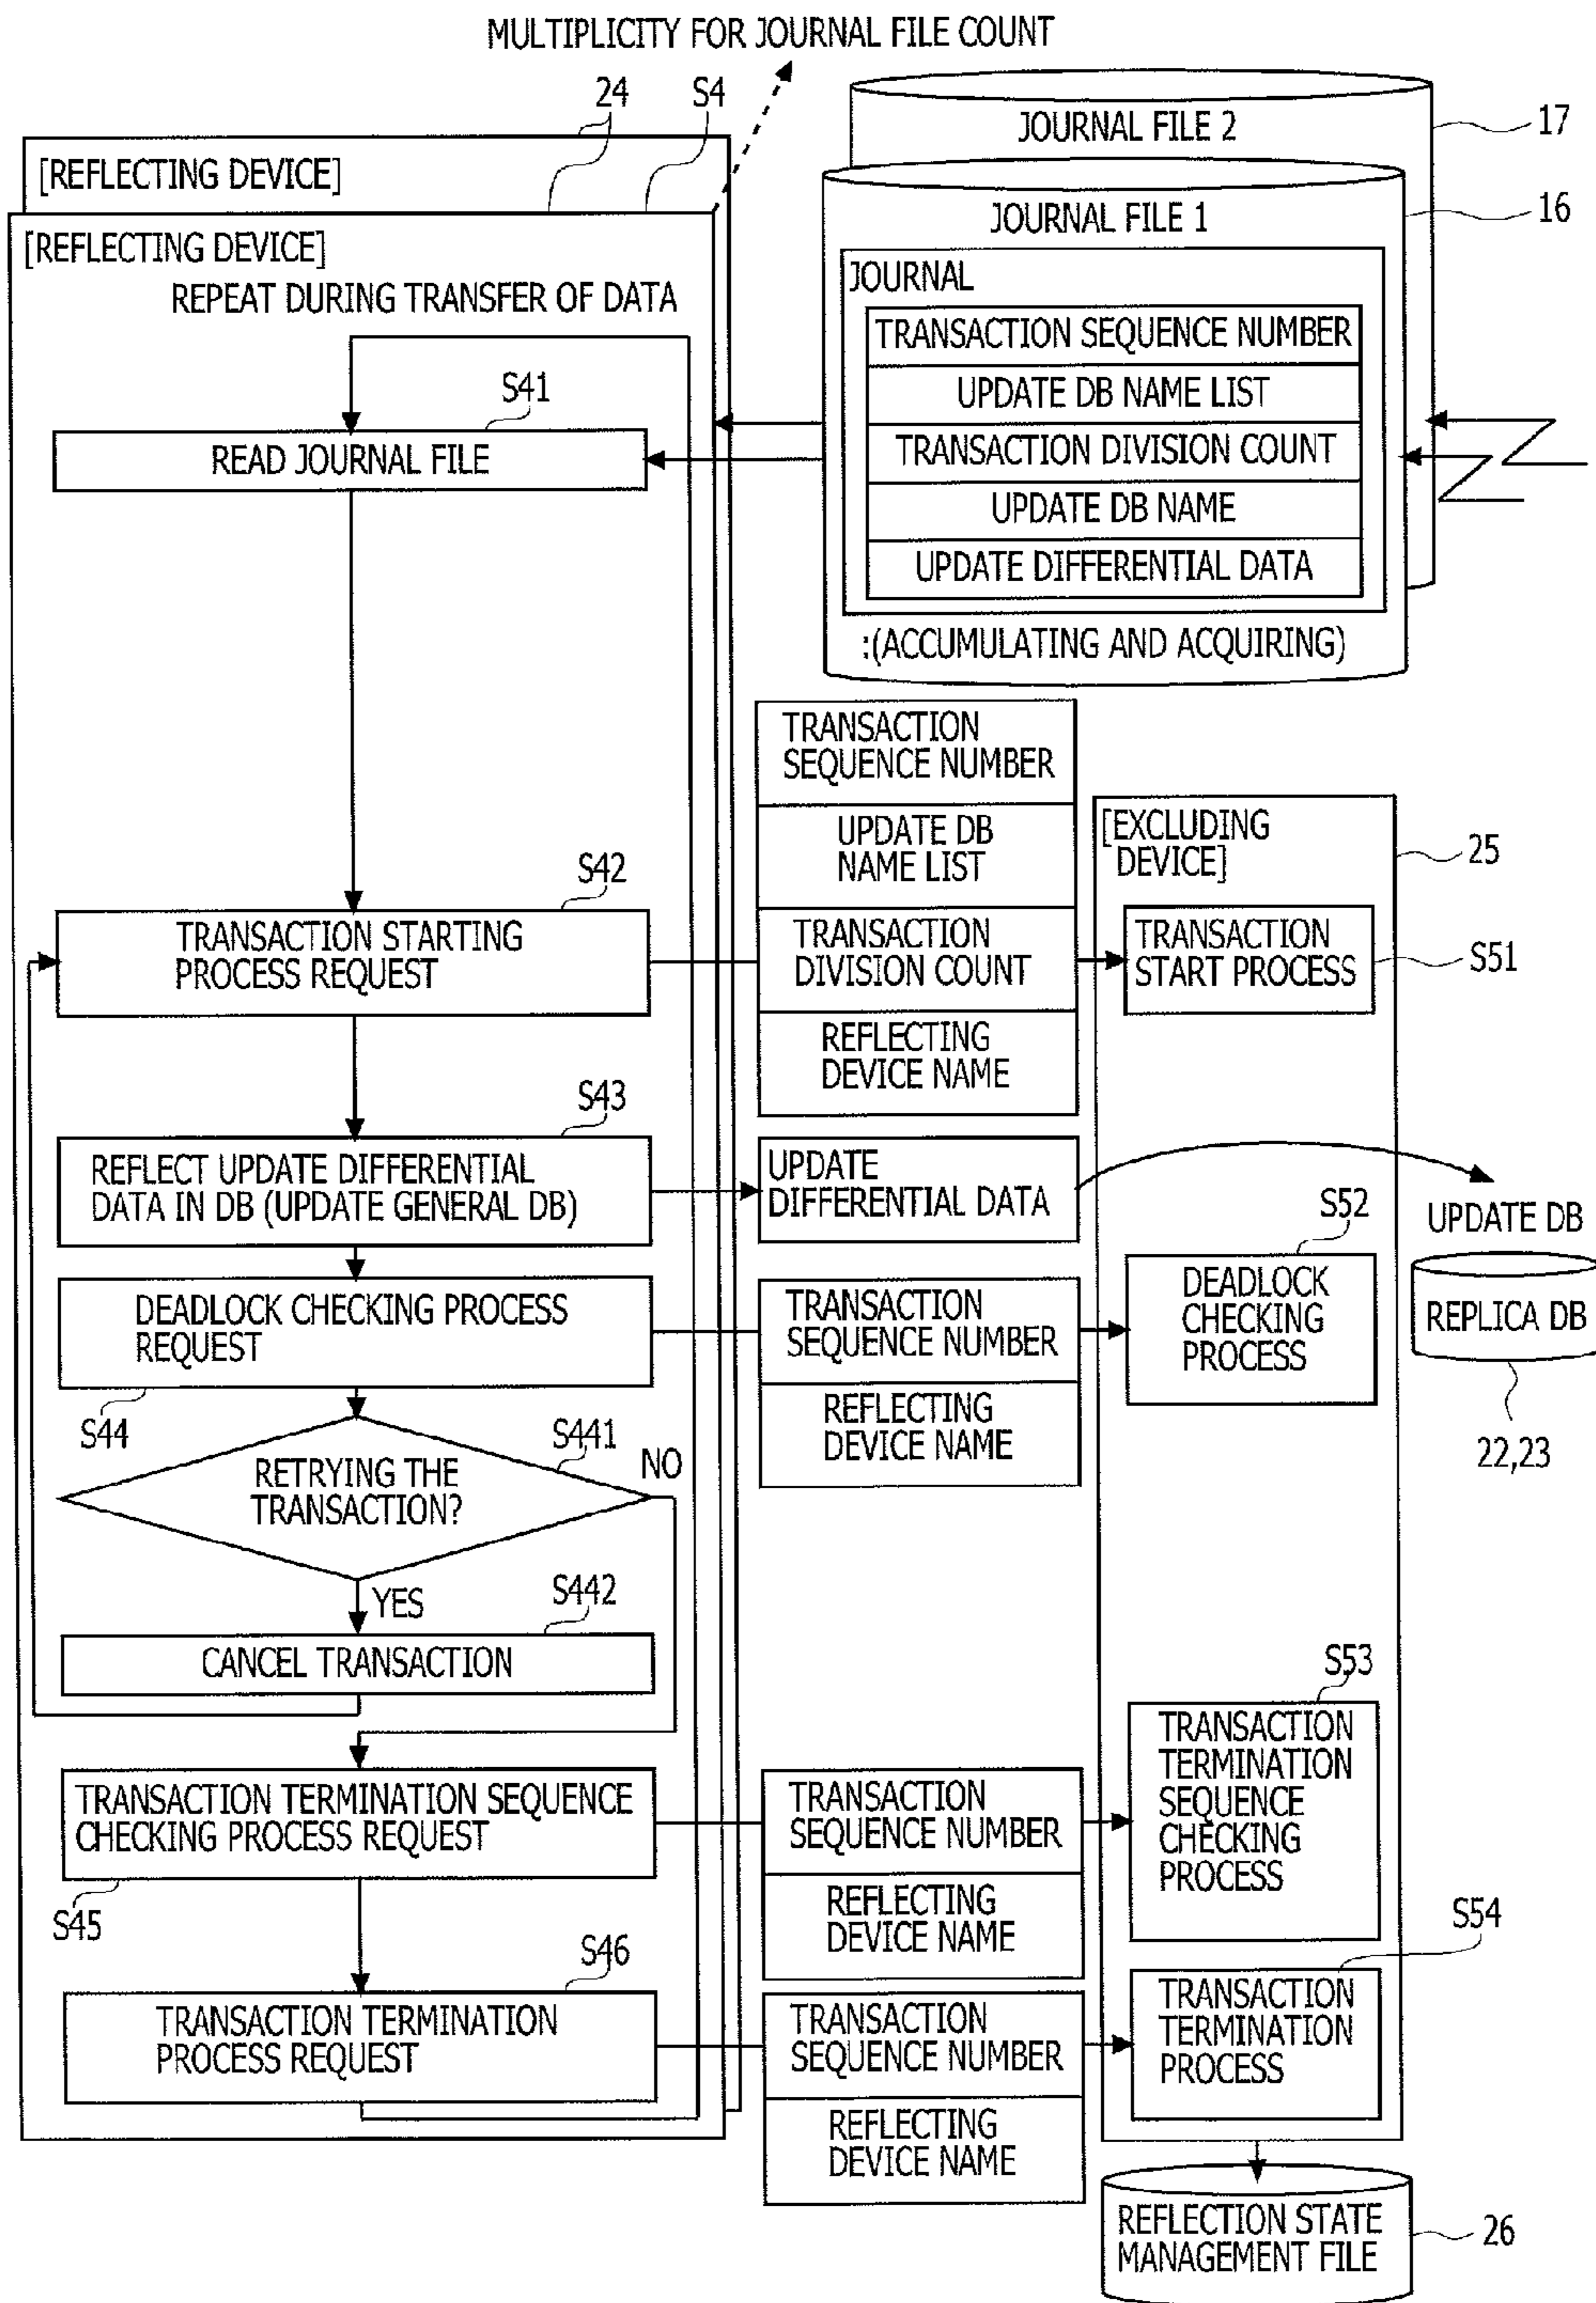 MULTIPLICITY FOR JOURNAL FILE COUNT
24
S4
[REFLECTING DEVICE]
[REFLECTING DEVICE]
REPEAT DURING TRANSFER OF DATA
JOURNAL FILE 2
17
JOURNAL FILE 1
16
JOURNAL
TRANSACTION SEQUENCE NUMBER
UPDATE DB NAME LIST
TRANSACTION DIVISION COUNT
UPDATE DB NAME
UPDATE DIFFERENTIAL DATA
:(ACCUMULATING AND ACQUIRING)
S41
READ JOURNAL FILE
S42
TRANSACTION STARTING
PROCESS REQUEST
TRANSACTION
SEQUENCE NUMBER
UPDATE DB
NAME LIST
TRANSACTION
DIVISION COUNT
REFLECTING
DEVICE NAME
[EXCLUDING
DEVICE]
25
TRANSACTION
START PROCESS
S51
S43
REFLECT UPDATE DIFFERENTIAL
DATA IN DB (UPDATE GENERAL DB)
UPDATE
DIFFERENTIAL DATA
UPDATE DB
REPLICA DB
22,23
DEADLOCK CHECKING PROCESS
REQUEST
S44
TRANSACTION
SEQUENCE NUMBER
REFLECTING
DEVICE NAME
S52
DEADLOCK
CHECKING
PROCESS
S441
RETRYING THE
TRANSACTION?
NO
YES
S442
CANCEL TRANSACTION
TRANSACTION TERMINATION SEQUENCE
CHECKING PROCESS REQUEST
S45
TRANSACTION
SEQUENCE NUMBER
REFLECTING
DEVICE NAME
S53
TRANSACTION
TERMINATION
SEQUENCE
CHECKING
PROCESS
S46
TRANSACTION TERMINATION
PROCESS REQUEST
TRANSACTION
SEQUENCE NUMBER
REFLECTING
DEVICE NAME
S54
TRANSACTION
TERMINATION
PROCESS
REFLECTION STATE
MANAGEMENT FILE
26